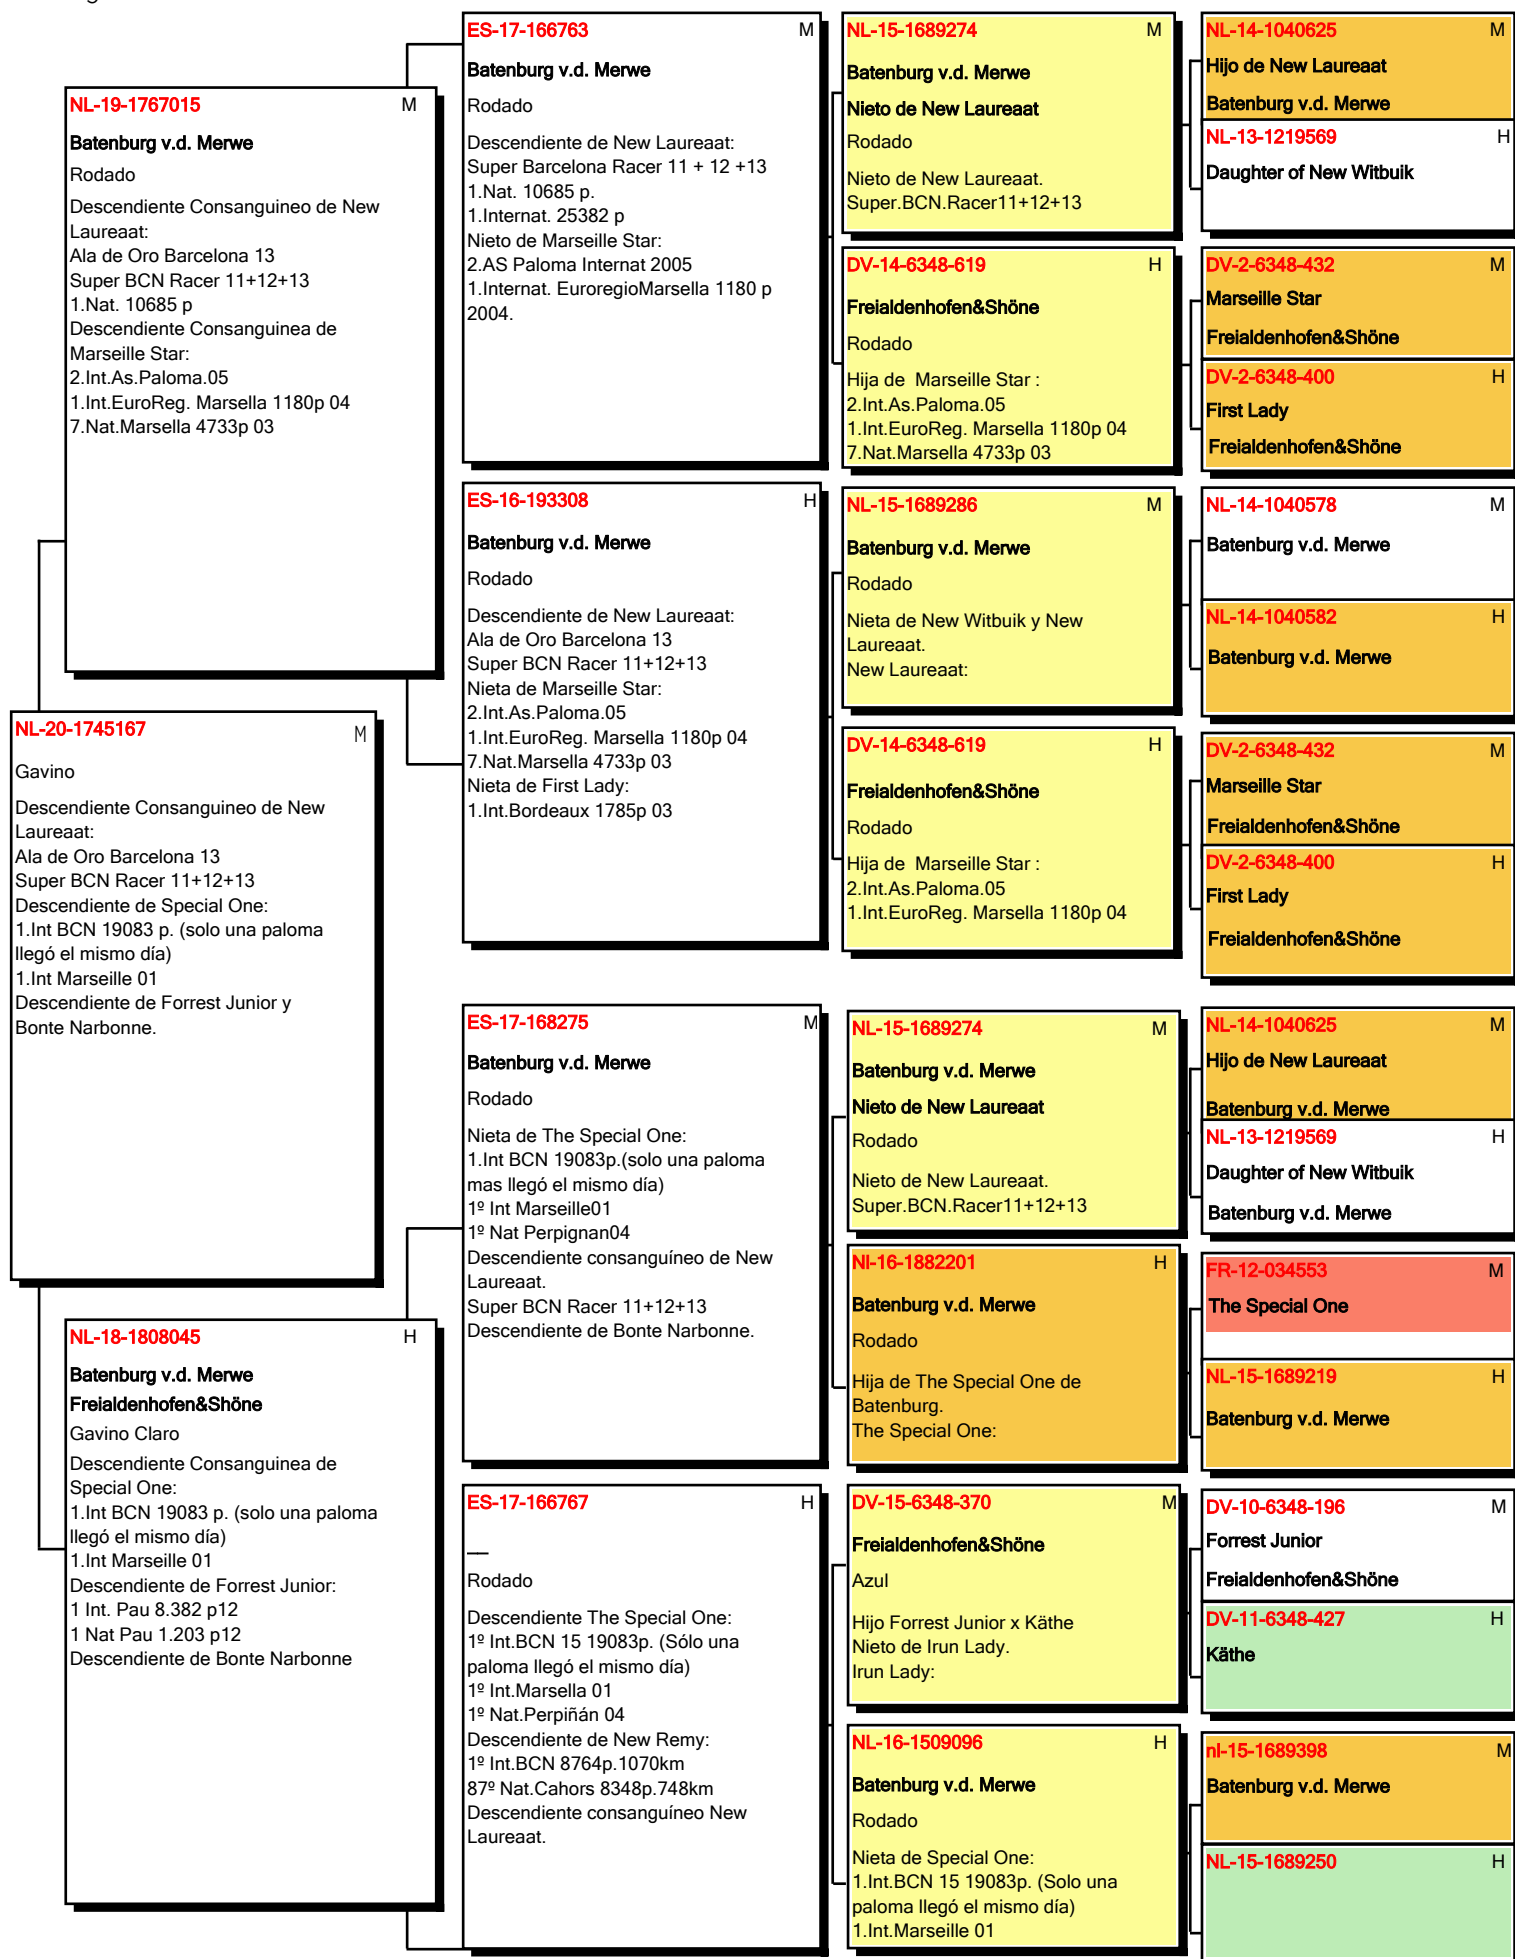 NL-20-1745167 M
Gavino
Descendiente Consanguineo de New
Laureaat:
Ala de Oro Barcelona 13
Super BCN Racer 11+12+13
Descendiente de Special One:
1.Int BCN 19083 p. (solo una paloma
llegó el mismo día)
1.Int Marseille 01
Descendiente de Forrest Junior y
Bonte Narbonne.
NL-19-1767015 M
Batenburg v.d. Merwe
Rodado
Descendiente Consanguineo de New
Laureaat:
Ala de Oro Barcelona 13
Super BCN Racer 11+12+13
1.Nat. 10685 p
Descendiente Consanguinea de
Marseille Star:
2.Int.As.Paloma.05
1.Int.EuroReg. Marsella 1180p 04
7.Nat.Marsella 4733p 03
NL-18-1808045 H
Batenburg v.d. Merwe
Freialdenhofen&Shöne
Gavino Claro
Descendiente Consanguinea de
Special One:
1.Int BCN 19083 p. (solo una paloma
llegó el mismo día)
1.Int Marseille 01
Descendiente de Forrest Junior:
1 Int. Pau 8.382 p12
1 Nat Pau 1.203 p12
Descendiente de Bonte Narbonne
ES-17-166763 M
Batenburg v.d. Merwe
Rodado
Descendiente de New Laureaat:
Super Barcelona Racer 11 + 12 +13
1.Nat. 10685 p.
1.Internat. 25382 p
Nieto de Marseille Star:
2.AS Paloma Internat 2005
1.Internat. EuroregioMarsella 1180 p
2004.
ES-16-193308 H
Batenburg v.d. Merwe
Rodado
Descendiente de New Laureaat:
Ala de Oro Barcelona 13
Super BCN Racer 11+12+13
Nieta de Marseille Star:
2.Int.As.Paloma.05
1.Int.EuroReg. Marsella 1180p 04
7.Nat.Marsella 4733p 03
Nieta de First Lady:
1.Int.Bordeaux 1785p 03
ES-17-168275 M
Batenburg v.d. Merwe
Rodado
Nieta de The Special One:
1.Int BCN 19083p.(solo una paloma
mas llegó el mismo día)
1º Int Marseille01
1º Nat Perpignan04
Descendiente consanguíneo de New
Laureaat.
Super BCN Racer 11+12+13
Descendiente de Bonte Narbonne.
ES-17-166767 H
__
Rodado
Descendiente The Special One:
1º Int.BCN 15 19083p. (Sólo una
paloma llegó el mismo día)
1º Int.Marsella 01
1º Nat.Perpiñán 04
Descendiente de New Remy:
1º Int.BCN 8764p.1070km
87º Nat.Cahors 8348p.748km
Descendiente consanguíneo New
Laureaat.
NL-15-1689274 M
Batenburg v.d. Merwe
Nieto de New Laureaat
Rodado
Nieto de New Laureaat.
Super.BCN.Racer11+12+13
DV-14-6348-619 H
Freialdenhofen&Shöne
Rodado
Hija de Marseille Star :
2.Int.As.Paloma.05
1.Int.EuroReg. Marsella 1180p 04
7.Nat.Marsella 4733p 03
NL-15-1689286 M
Batenburg v.d. Merwe
Rodado
Nieta de New Witbuik y New
Laureaat.
New Laureaat:
DV-14-6348-619 H
Freialdenhofen&Shöne
Rodado
Hija de Marseille Star :
2.Int.As.Paloma.05
1.Int.EuroReg. Marsella 1180p 04
NL-15-1689274 M
Batenburg v.d. Merwe
Nieto de New Laureaat
Rodado
Nieto de New Laureaat.
Super.BCN.Racer11+12+13
Nl-16-1882201 H
Batenburg v.d. Merwe
Rodado
Hija de The Special One de
Batenburg.
The Special One:
DV-15-6348-370 M
Freialdenhofen&Shöne
Azul
Hijo Forrest Junior x Käthe
Nieto de Irun Lady.
Irun Lady:
NL-16-1509096 H
Batenburg v.d. Merwe
Rodado
Nieta de Special One:
1.Int.BCN 15 19083p. (Solo una
paloma llegó el mismo día)
1.Int.Marseille 01
NL-14-1040625 M
Hijo de New Laureaat
Batenburg v.d. Merwe
NL-13-1219569 H
Daughter of New Witbuik
DV-2-6348-432 M
Marseille Star
Freialdenhofen&Shöne
DV-2-6348-400 H
First Lady
Freialdenhofen&Shöne
NL-14-1040578 M
Batenburg v.d. Merwe
NL-14-1040582 H
Batenburg v.d. Merwe
DV-2-6348-432 M
Marseille Star
Freialdenhofen&Shöne
DV-2-6348-400 H
First Lady
Freialdenhofen&Shöne
NL-14-1040625 M
Hijo de New Laureaat
Batenburg v.d. Merwe
NL-13-1219569 H
Daughter of New Witbuik
Batenburg v.d. Merwe
FR-12-034553 M
The Special One
NL-15-1689219 H
Batenburg v.d. Merwe
DV-10-6348-196 M
Forrest Junior
Freialdenhofen&Shöne
DV-11-6348-427 H
Käthe
nl-15-1689398 M
Batenburg v.d. Merwe
NL-15-1689250 H